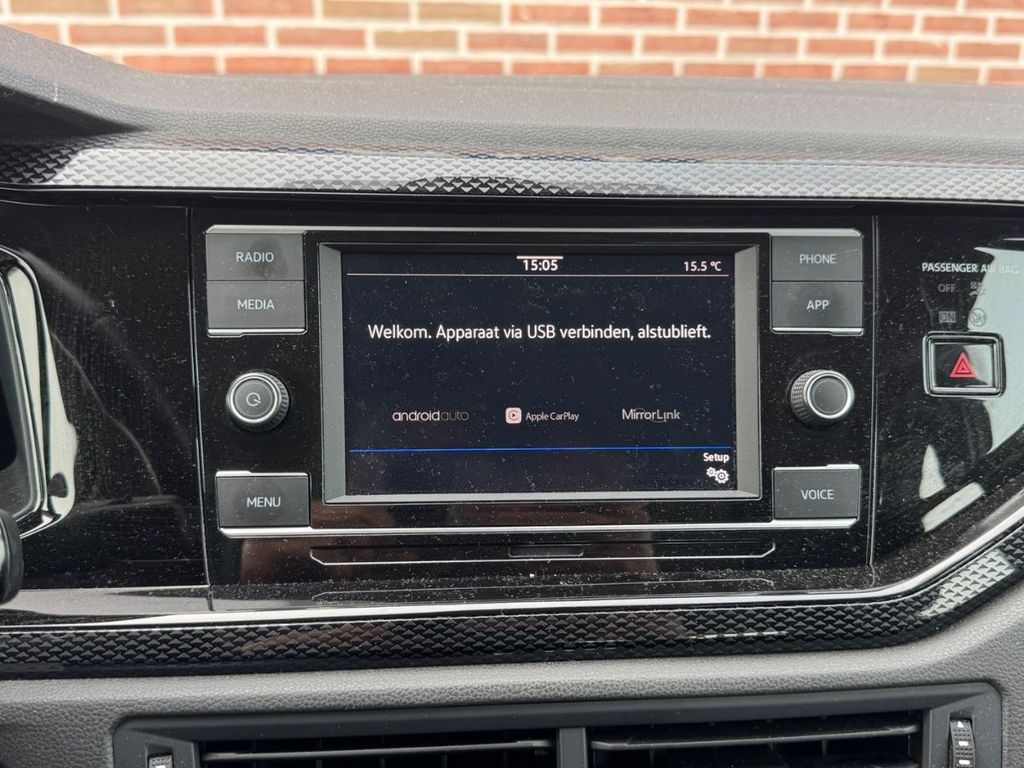 RADIO
MEDIA
MENU
15:05
15.5 °C
Welkom. Apparaat via USB verbinden, alstublieft.
androidauto
Apple CarPlay
MirrorLink
Setup
PHONE
APP
VOICE
PASSENGER AIR BAG
OFF
ON